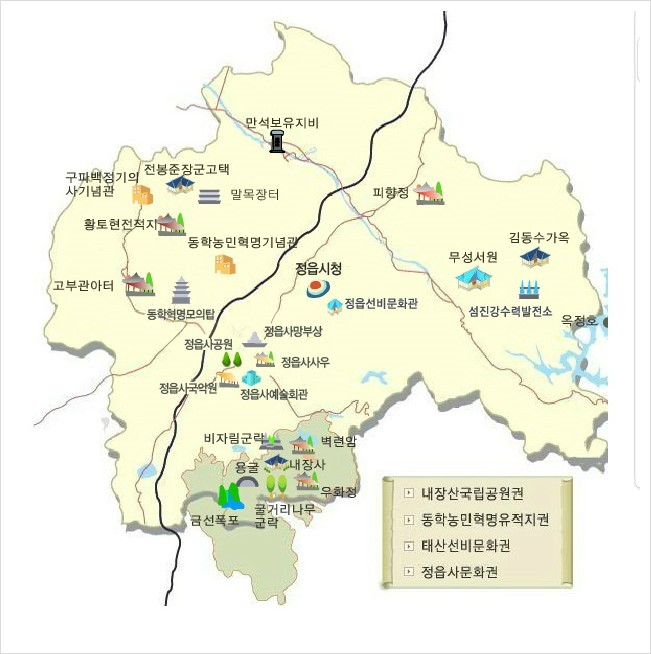 만석보유지비
구파백정기의
사기념관
전봉준장군고택
말목장터
피향정
황토현전적지
동학농민혁명기념관
김동수가옥
무성서원
정읍시청
고부관아터
동학혁명모의탑
정읍선비문화관
섬진강수력발전소
옥정호
정읍사망부상
정읍사공원
정읍사사우
정읍사국악원
정읍사예술회관
비자림군락
벽련암
용굴
내장사
우화정
금선폭포
굴거리나무
군락
내장산국립공원권
동학농민혁명유적지권
태산선비문화권
정읍사문화권